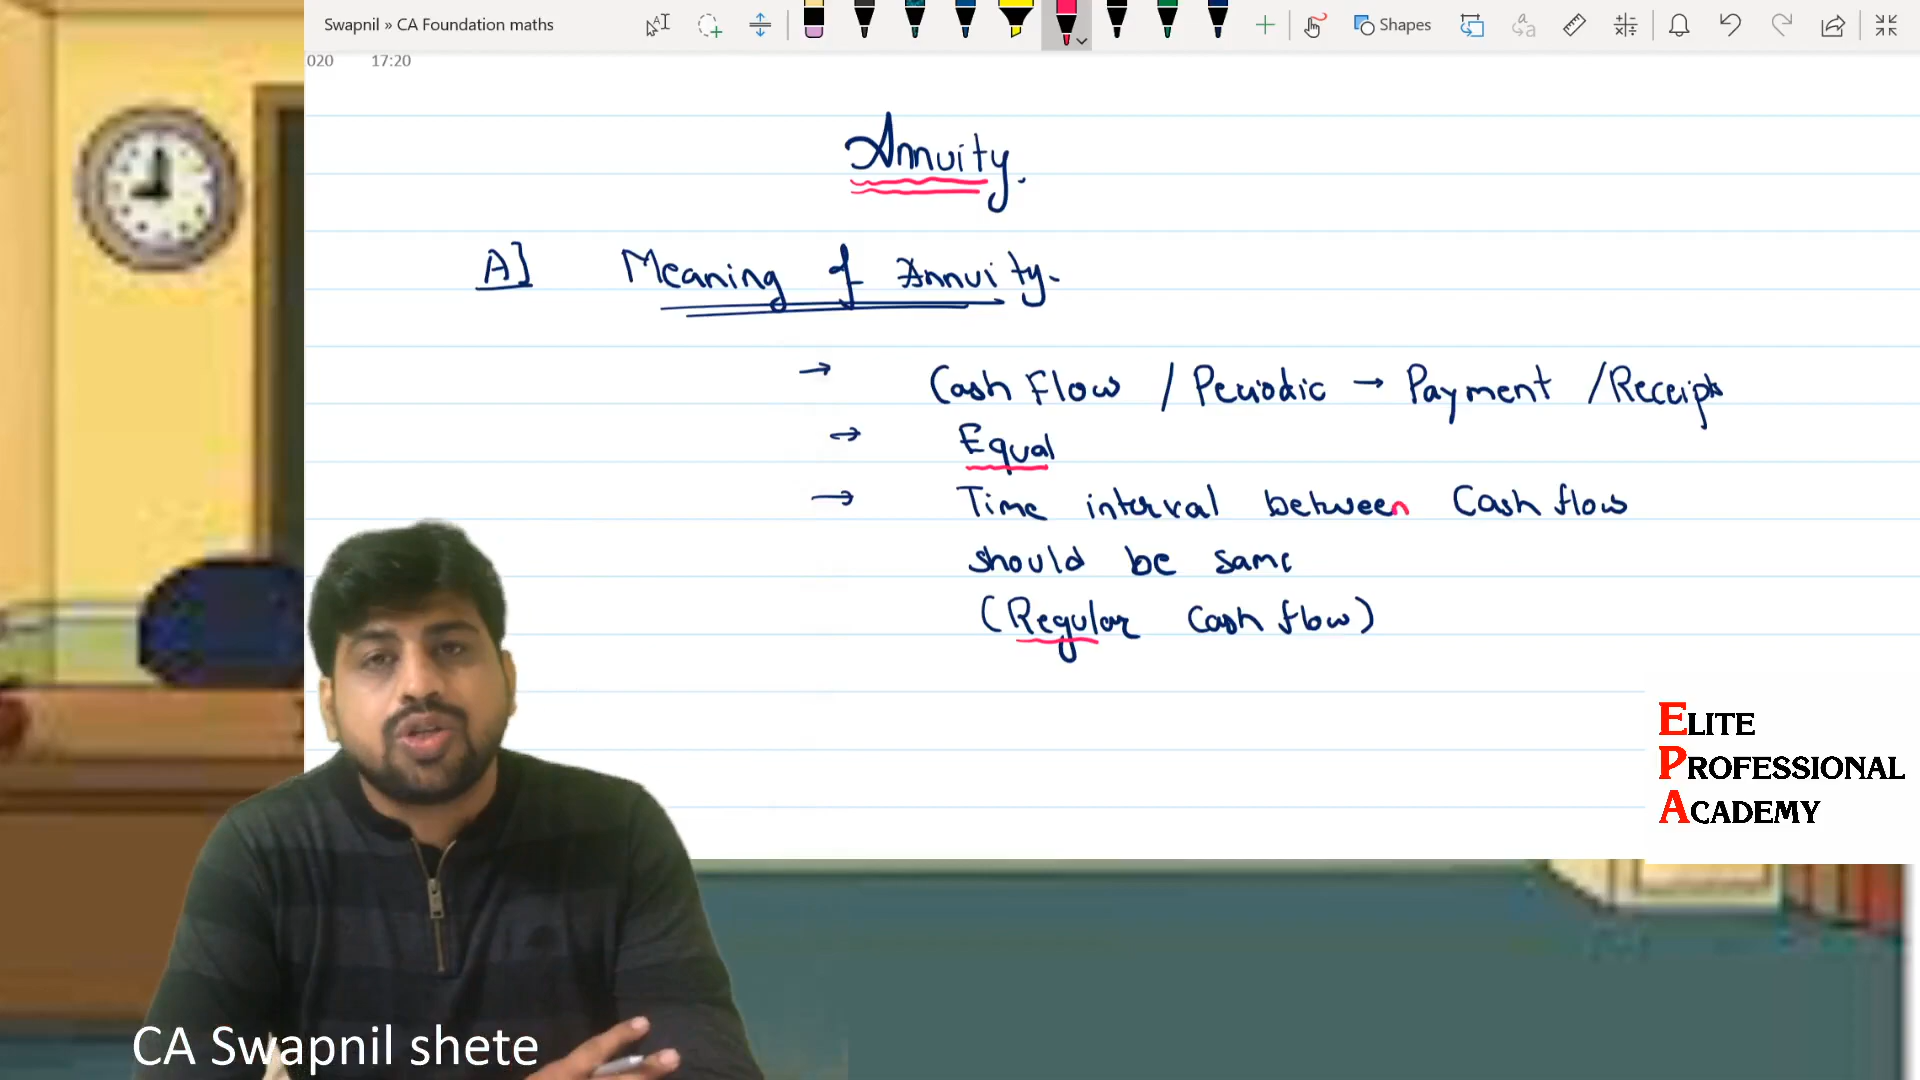 Swapnil » CA Foundation maths
Shapes
020 17:20
Annuity.
A] Meaning of Annuity.
→ Cash Flow / Periodic → Payment / Receipts
→ Equal
→ Time interval between Cash flow
should be same
(Regular Cash flow)
ELITE
PROFESSIONAL
ACADEMY
CA Swapnil shete